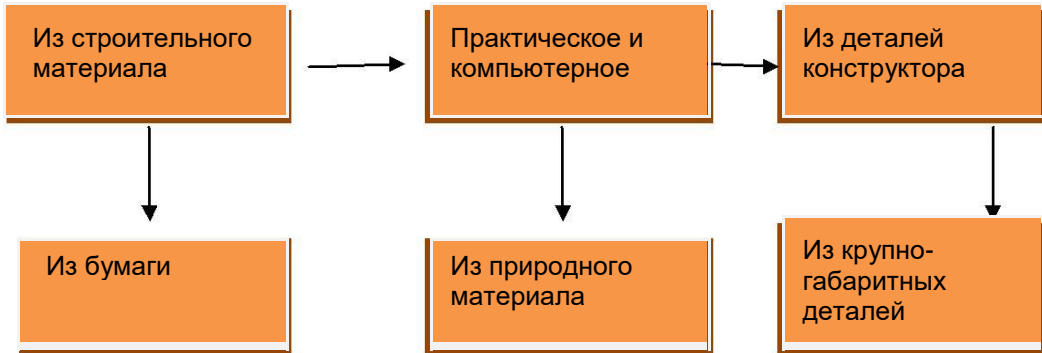 Из строительного
материала
Практическое и
компьютерное
Из деталей
конструктора
Из бумаги
Из природного
материала
Из крупно-
габаритных
деталей